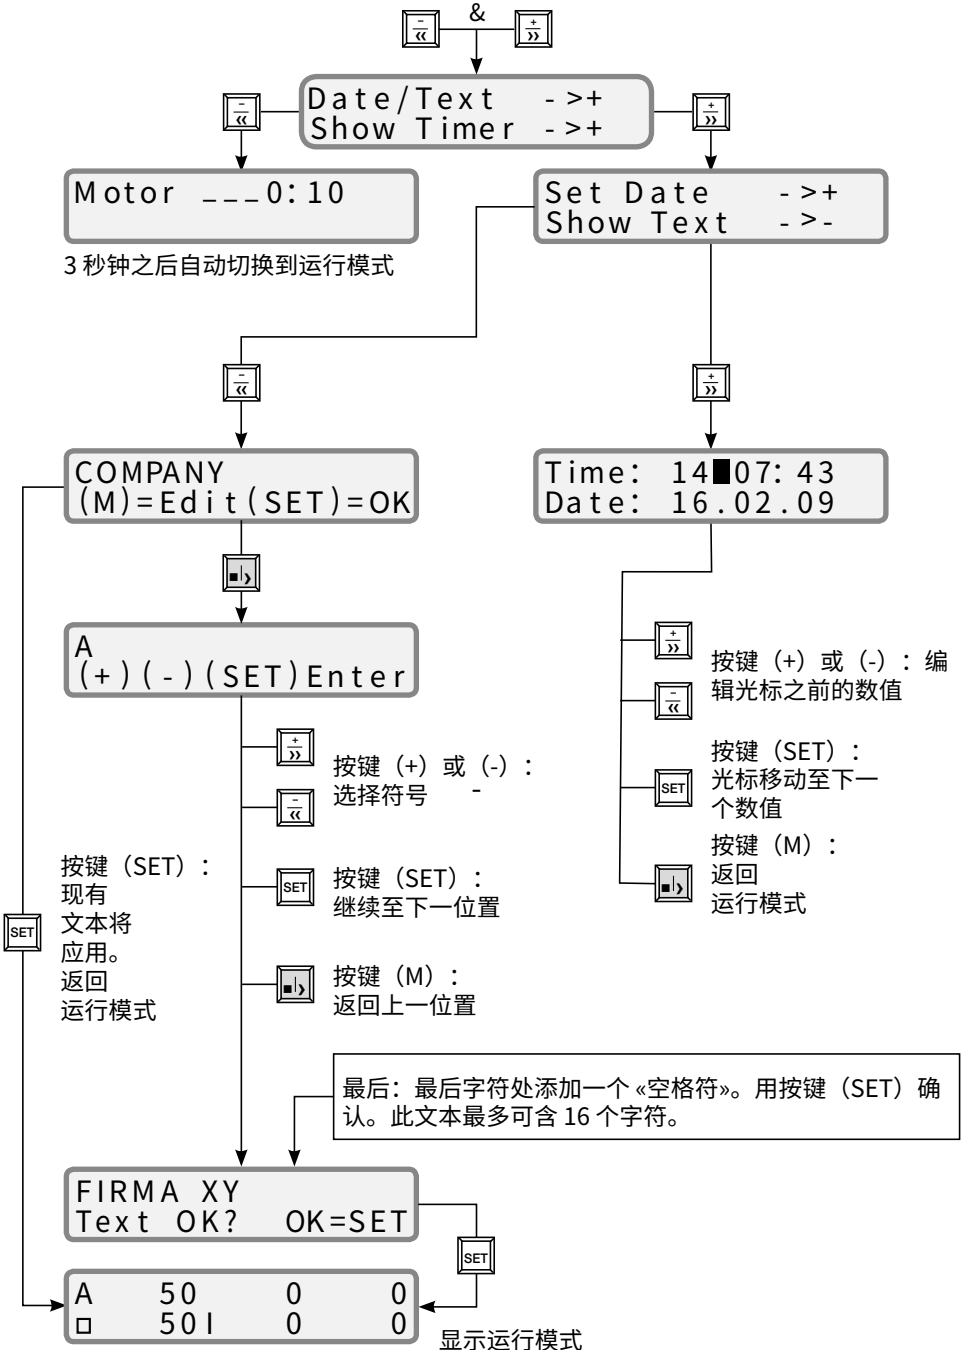 − « & + »
Date/Text ->+
Show Timer ->+
− «
+ »
Motor ___0:10
3 秒钟之后自动切换到运行模式
Set Date ->+
Show Text ->-
− «
+ »
COMPANY
(M)=Edit(SET)=OK
Time: 14█07:43
Date: 16.02.09
A
(+)(-)(SET)Enter
+ »
− «
按键（+）或（-）：编
辑光标之前的数值
SET
按键（SET）：
光标移动至下一
个数值
按键（M）：
返回
运行模式
+ »
− «
按键（+）或（-）：
选择符号 -
SET
按键（SET）：
继续至下一位置
按键（M）：
返回上一位置
SET
按键（SET）：
现有
文本将
应用。
返回
运行模式
最后：最后字符处添加一个 «空格符»。用按键（SET）确
认。此文本最多可含 16 个字符。
FIRMA XY
Text OK? OK=SET
SET
A 50 0 0
□ 50I 0 0
显示运行模式